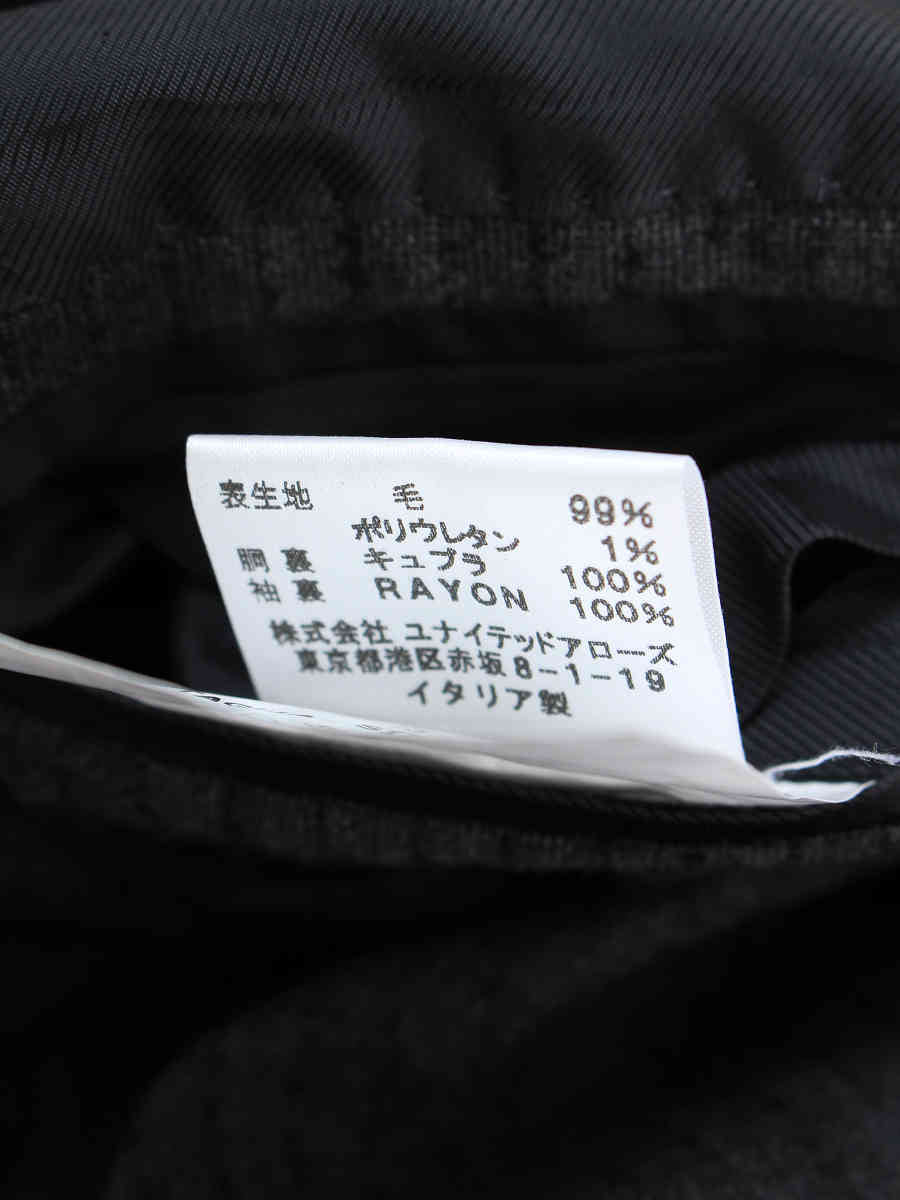 表生地 毛 99%
ポリウレタン 1%
胴裏 キュプラ 100%
袖裏 RAYON 100%
株式会社 ユナイテッドアローズ
東京都港区赤坂8-1-19
イタリア製